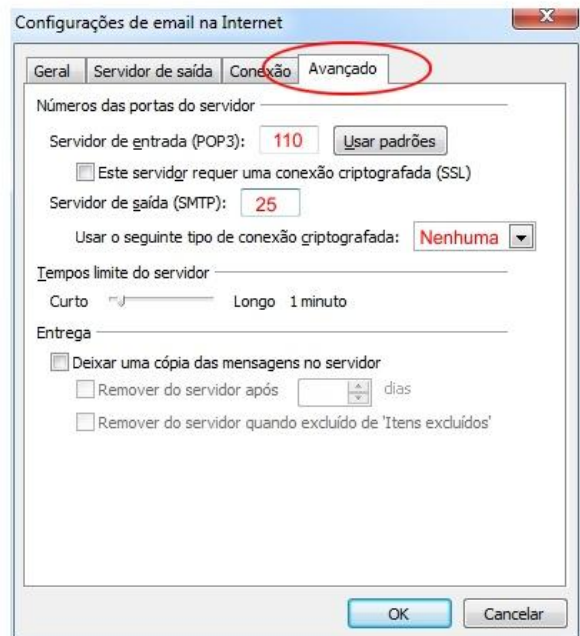 Configurações de email na Internet
Geral Servidor de saída Conexão Avançado
Números das portas do servidor
Servidor de entrada (POP3): 110 Usar padrões
Este servidor requer uma conexão criptografada (SSL)
Servidor de saída (SMTP): 25
Usar o seguinte tipo de conexão criptografada: Nenhuma
Tempos limite do servidor
Curto Longo 1 minuto
Entrega
Deixar uma cópia das mensagens no servidor
Remover do servidor após dias
Remover do servidor quando excluído de 'Itens excluídos'
OK Cancelar